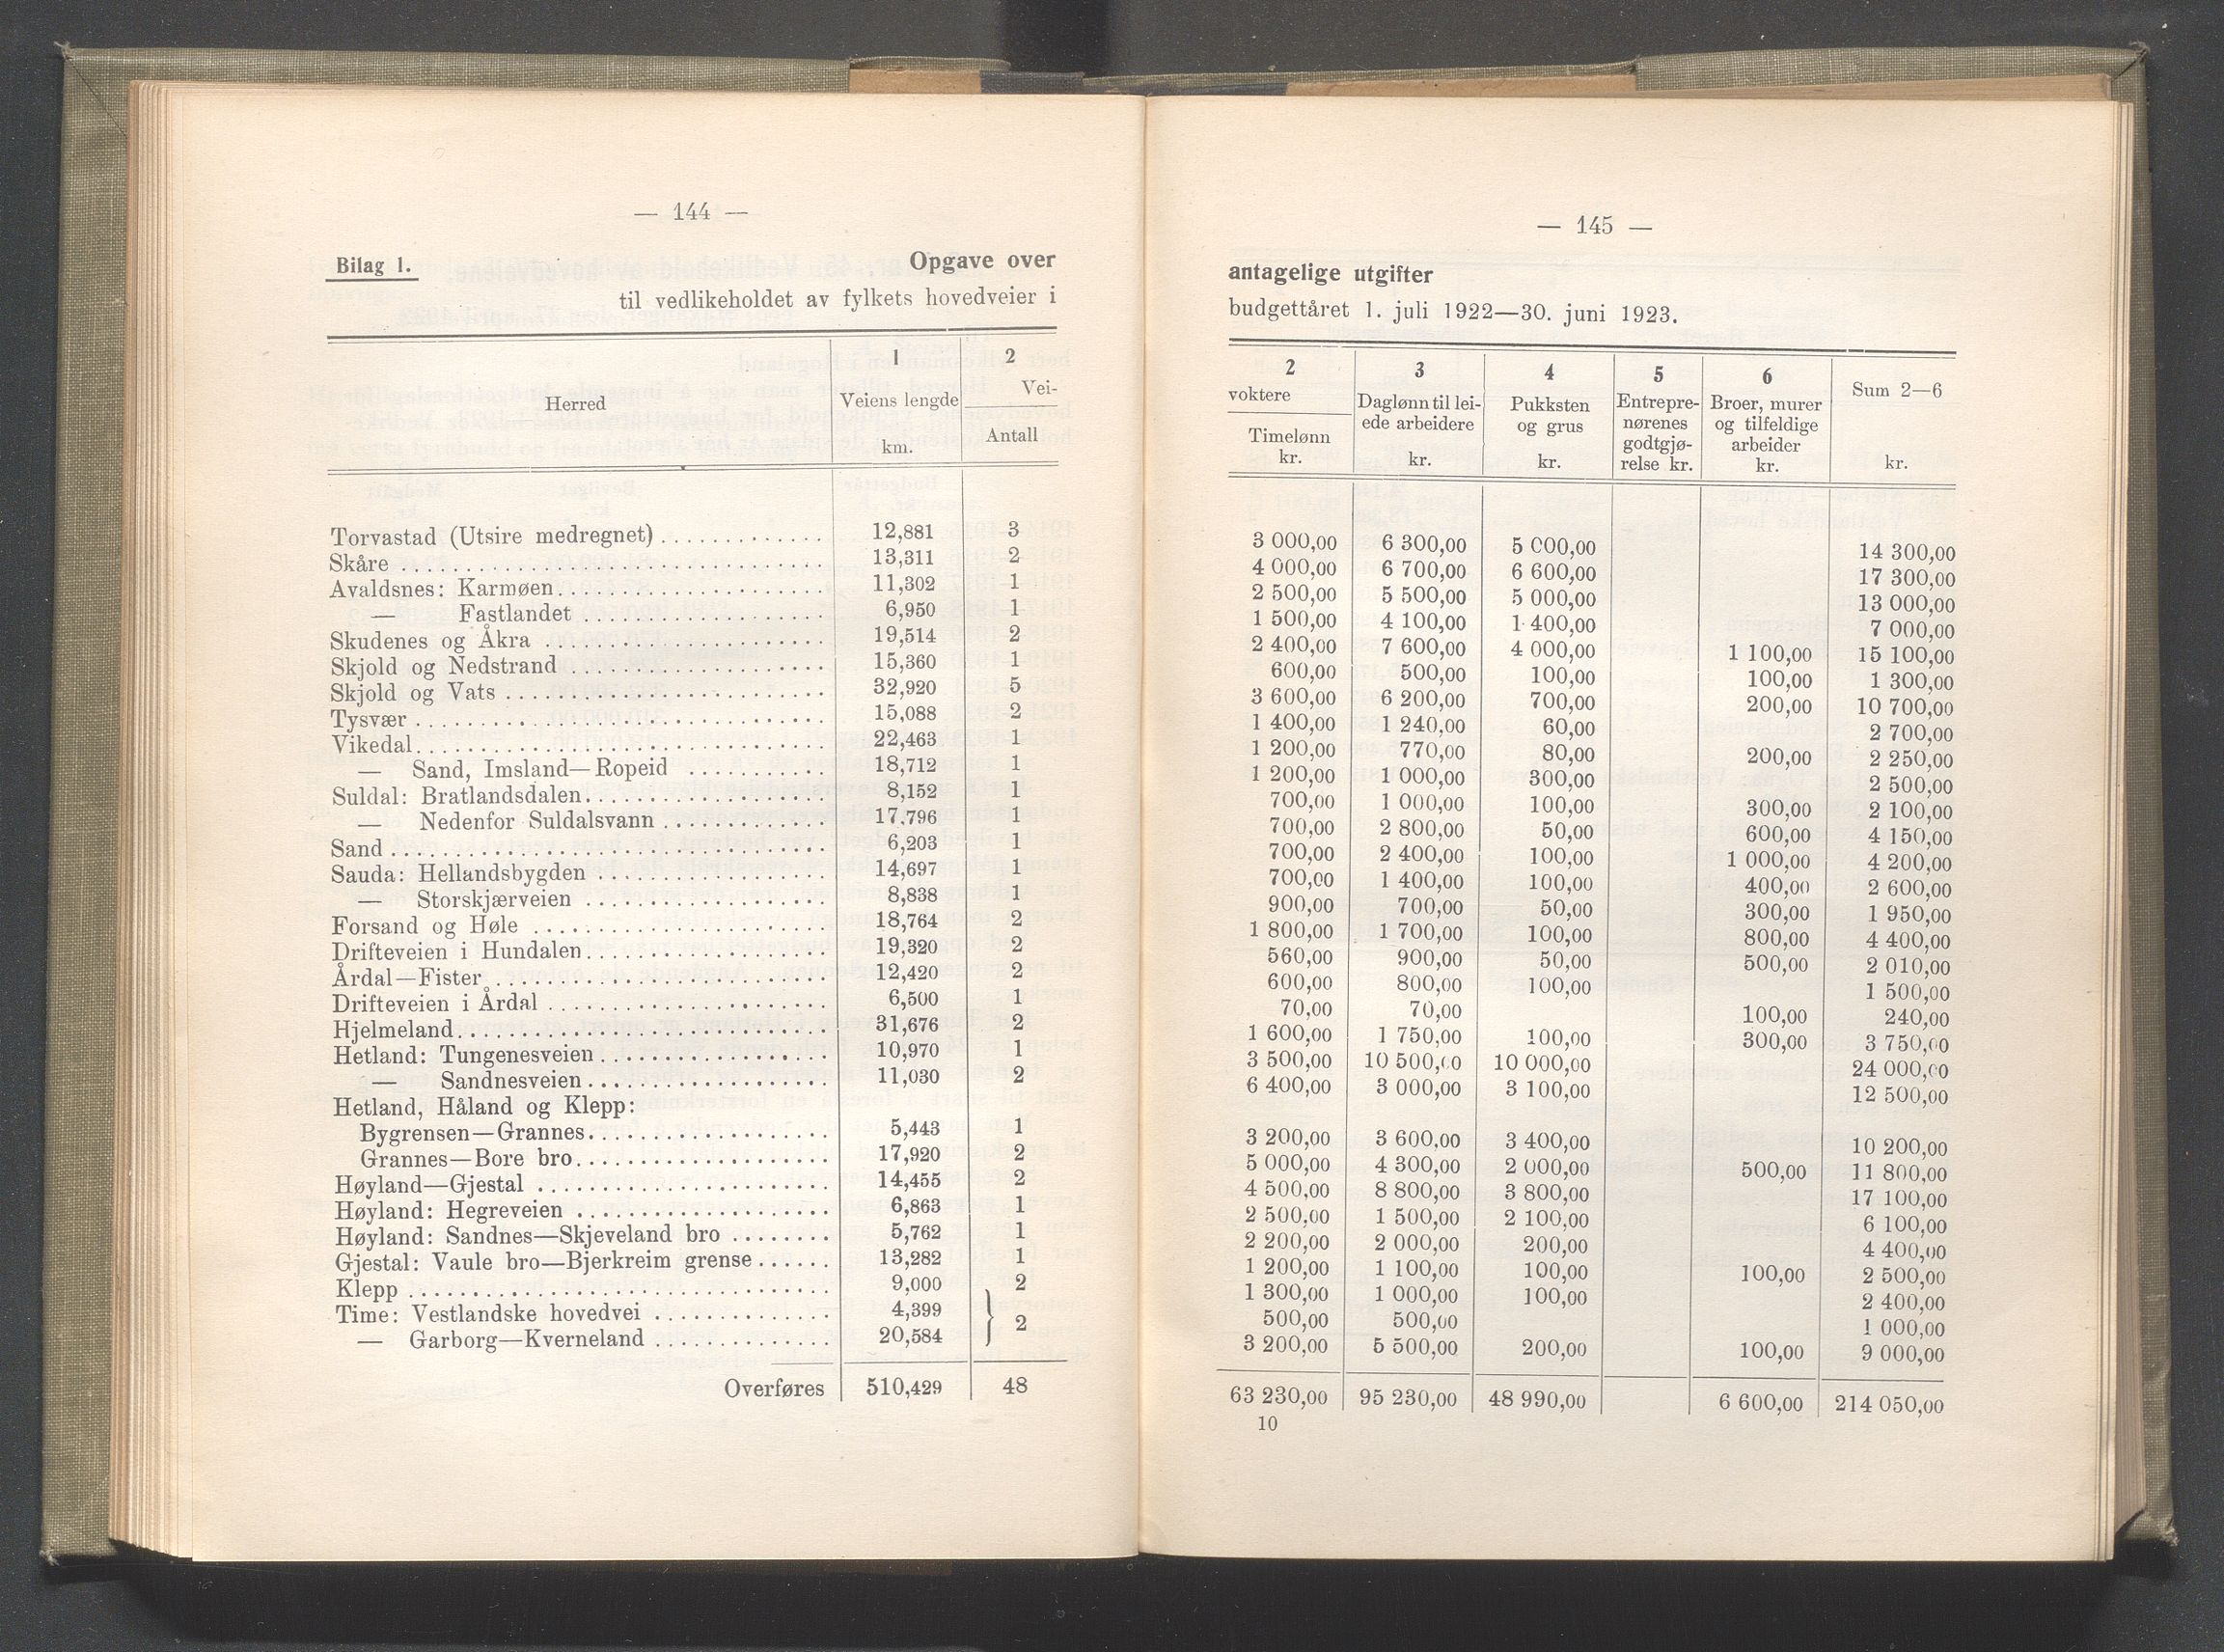 — 144 —
Bilag 1. Opgave over
til vedlikeholdet av fylkets hovedveier i
Herred 1 Veiens lengde km. 2 Vei- Antall
Torvastad (Utsire medregnet) 12,881 3
Skåre 13,311 2
Avaldsnes: Karmøen 11,302 1
— Fastlandet 6,950 1
Skudenes og Åkra 19,514 2
Skjold og Nedstrand 15,360 1
Skjold og Vats 32,920 5
Tysvær 15,088 2
Vikedal 22,463 1
— Sand, Imsland—Ropeid 18,712 1
Suldal: Bratlandsdalen 8,152 1
— Nedenfor Suldalsvann 17,796 1
Sand 6,203 1
Sauda: Hellandsbygden 14,697 1
— Storskjærveien 8,838 1
Forsand og Høle 18,764 2
Drifteveien i Hundalen 19,320 2
Årdal—Fister 12,420 2
Drifteveien i Årdal 6,500 1
Hjelmeland 31,676 2
Hetland: Tungenesveien 10,970 1
— Sandnesveien 11,030 2
Hetland, Håland og Klepp:
Bygrensen—Grannes 5,443 1
Grannes—Bore bro 17,920 2
Høyland—Gjestal 14,455 2
Høyland: Hegreveien 6,863 1
Høyland: Sandnes—Skjeveland bro 5,762 1
Gjestal: Vaule bro—Bjerkreim grense 13,282 1
Klepp 9,000 2
Time: Vestlandske hovedvei 4,399
— Garborg—Kverneland 20,584 } 2
Overføres 510,429 48
— 145 —
antagelige utgifter
budgettåret 1. juli 1922—30. juni 1923.
2 voktere Timelønn kr. 3 Daglønn til lei- ede arbeidere kr. 4 Pukksten og grus kr. 5 Entrepre- nørenes godtgjø- relse kr. 6 Broer, murer og tilfeldige arbeider kr. Sum 2—6 kr.
3 000,00 6 300,00 5 000,00 14 300,00
4 000,00 6 700,00 6 600,00 17 300,00
2 500,00 5 500,00 5 000,00 13 000,00
1 500,00 4 100,00 1 400,00 7 000,00
2 400,00 7 600,00 4 000,00 1 100,00 15 100,00
600,00 500,00 100,00 100,00 1 300,00
3 600,00 6 200,00 700,00 200,00 10 700,00
1 400,00 1 240,00 60,00 2 700,00
1 200,00 770,00 80,00 200,00 2 250,00
1 200,00 1 000,00 300,00 2 500,00
700,00 1 000,00 100,00 300,00 2 100,00
700,00 2 800,00 50,00 600,00 4 150,00
700,00 2 400,00 100,00 1 000,00 4 200,00
700,00 1 400,00 100,00 400,00 2 600,00
900,00 700,00 50,00 300,00 1 950,00
1 800,00 1 700,00 100,00 800,00 4 400,00
560,00 900,00 50,00 500,00 2 010,00
600,00 800,00 100,00 1 500,00
70,00 70,00 100,00 240,00
1 600,00 1 750,00 100,00 300,00 3 750,00
3 500,00 10 500,00 10 000,00 24 000,00
6 400,00 3 000,00 3 100,00 12 500,00
3 200,00 3 600,00 3 400,00 10 200,00
5 000,00 4 300,00 2 000,00 500,00 11 800,00
4 500,00 8 800,00 3 800,00 17 100,00
2 500,00 1 500,00 2 100,00 6 100,00
2 200,00 2 000,00 200,00 4 400,00
1 200,00 1 100,00 100,00 100,00 2 500,00
1 300,00 1 000,00 100,00 2 400,00
500,00 500,00 1 000,00
3 200,00 5 500,00 200,00 100,00 9 000,00
63 230,00 95 230,00 48 990,00 6 600,00 214 050,00
10